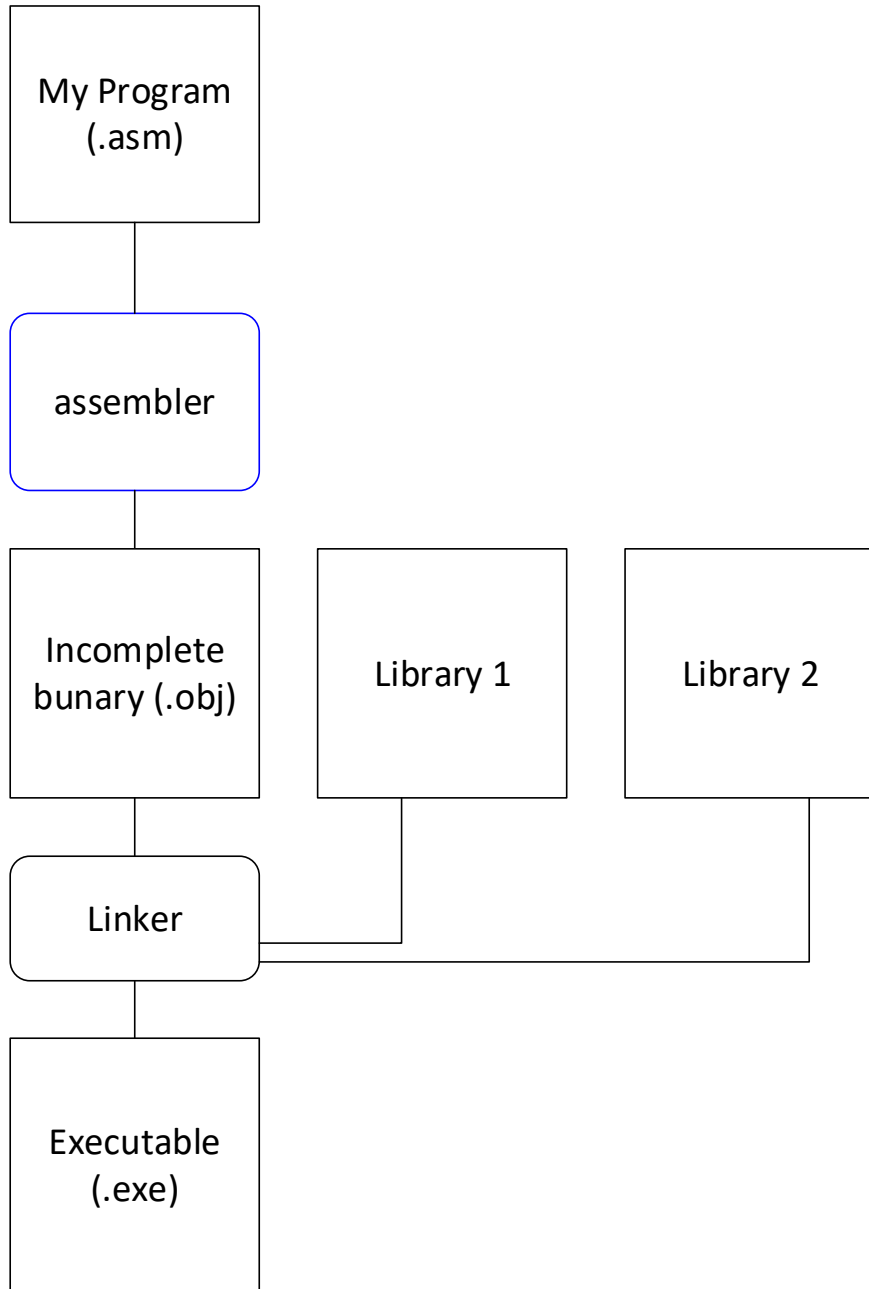 My Program
(.asm)
assembler
Incomplete
bunary (.obj)
Library 1
Library 2
Linker
Executable
(.exe)